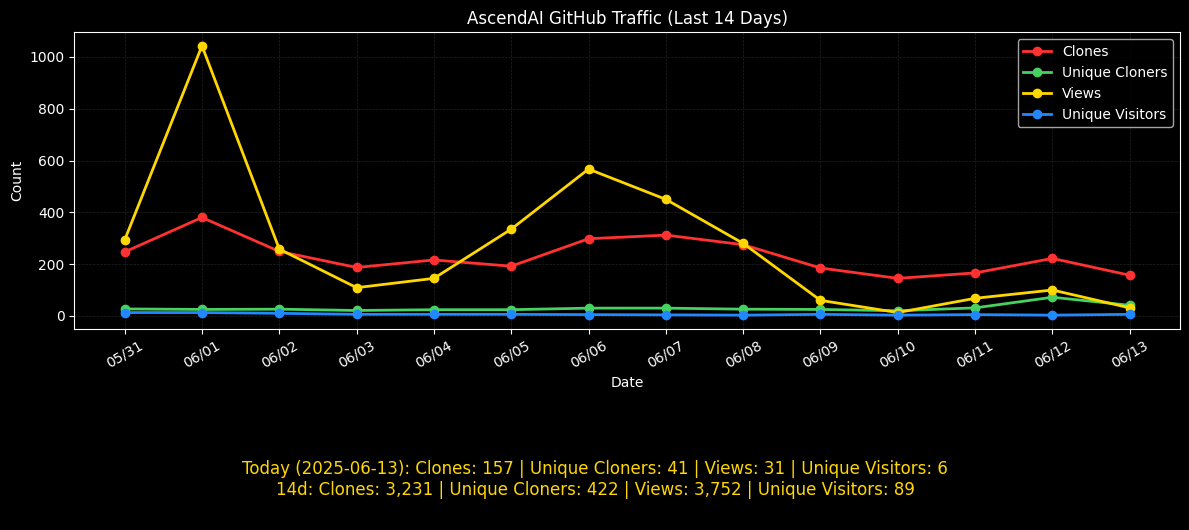 AscendAI GitHub Traffic (Last 14 Days)
Clones
Unique Cloners
Views
Unique Visitors
Count
1000
800
600
400
200
0
05/31 06/01 06/02 06/03 06/04 06/05 06/06 06/07 06/08 06/09 06/10 06/11 06/12 06/13
Date
Today (2025-06-13): Clones: 157 | Unique Cloners: 41 | Views: 31 | Unique Visitors: 6
14d: Clones: 3,231 | Unique Cloners: 422 | Views: 3,752 | Unique Visitors: 89